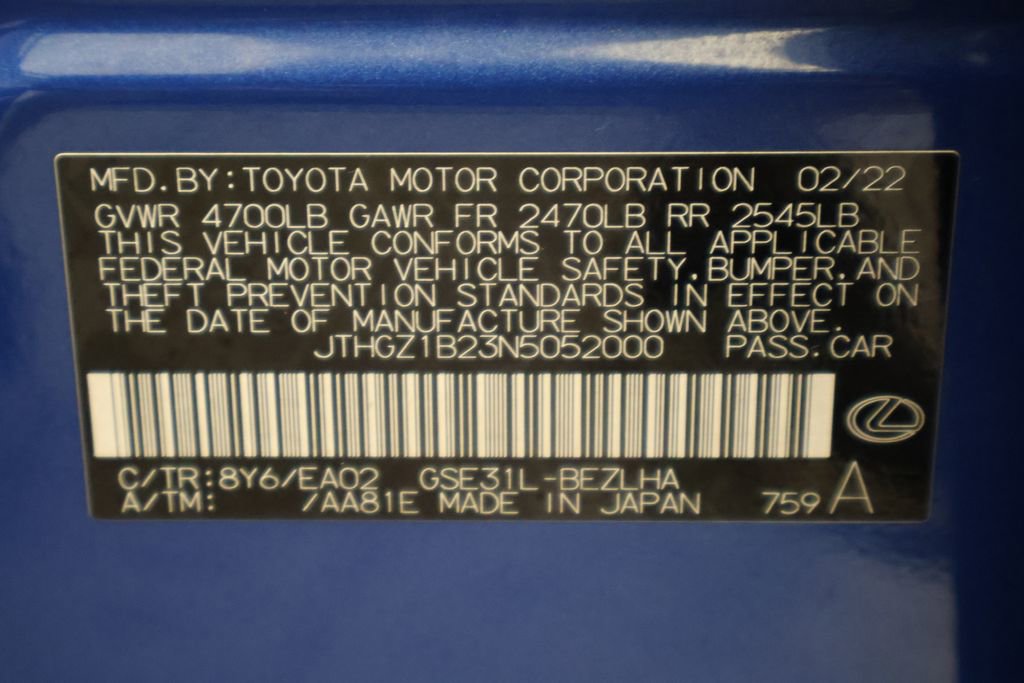 MFD.BY:TOYOTA MOTOR CORPORATION 02/22
GVWR 4700LB GAWR FR 2470LB RR 2545LB
THIS VEHICLE CONFORMS TO ALL APPLICABLE
FEDERAL MOTOR VEHICLE SAFETY,BUMPER,AND
THEFT PREVENTION STANDARDS IN EFFECT ON
THE DATE OF MANUFACTURE SHOWN ABOVE.
JTHGZ1B23N5052000 PASS.CAR
C/TR:8Y6/EA02 GSE31L-BEZLHA
A/TM: /AA81E MADE IN JAPAN 759 A